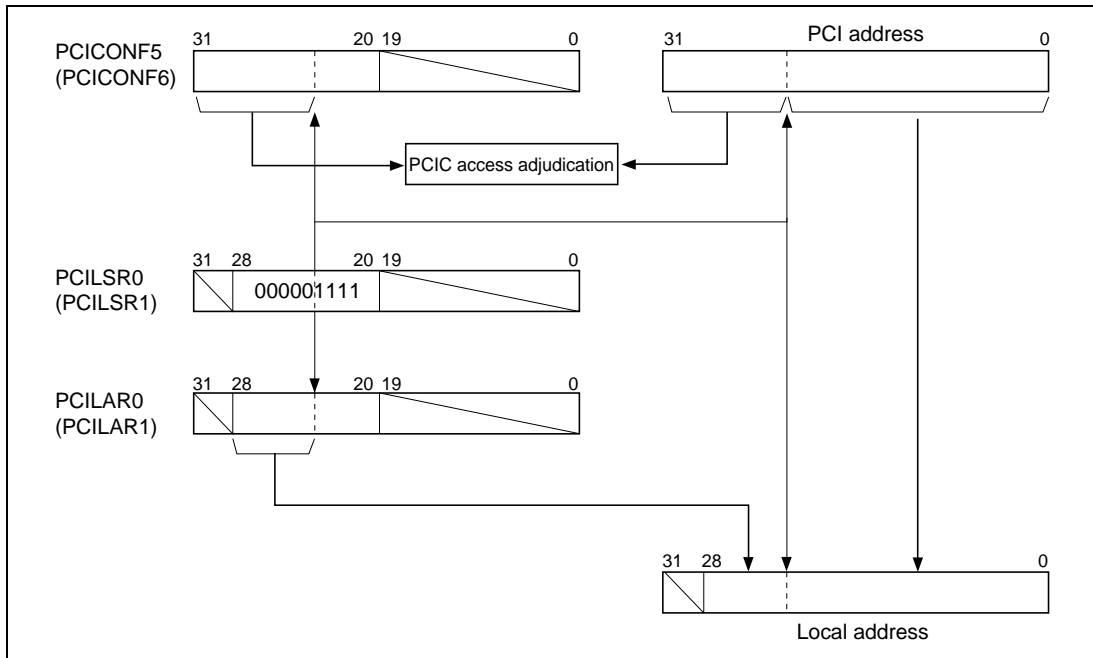 PCICONF5
(PCICONF6)
31 20 19 0
PCI address
31 0
PCIC access adjudication
PCILSR0
(PCILSR1)
31 28 20 19 0
000001111
PCILAR0
(PCILAR1)
31 28 20 19 0
31 28 0
Local address